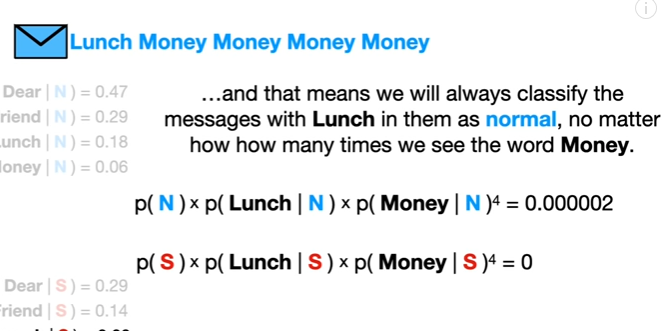 Lunch Money Money Money Money
Dear | N ) = 0.47
riend | N ) = 0.29
unch | N ) = 0.18
oney | N ) = 0.06
...and that means we will always classify the
messages with Lunch in them as normal, no matter
how how many times we see the word Money.
p( N ) × p( Lunch | N ) × p( Money | N )⁴ = 0.000002
p( S ) × p( Lunch | S ) × p( Money | S )⁴ = 0
Dear | S ) = 0.29
riend | S ) = 0.14